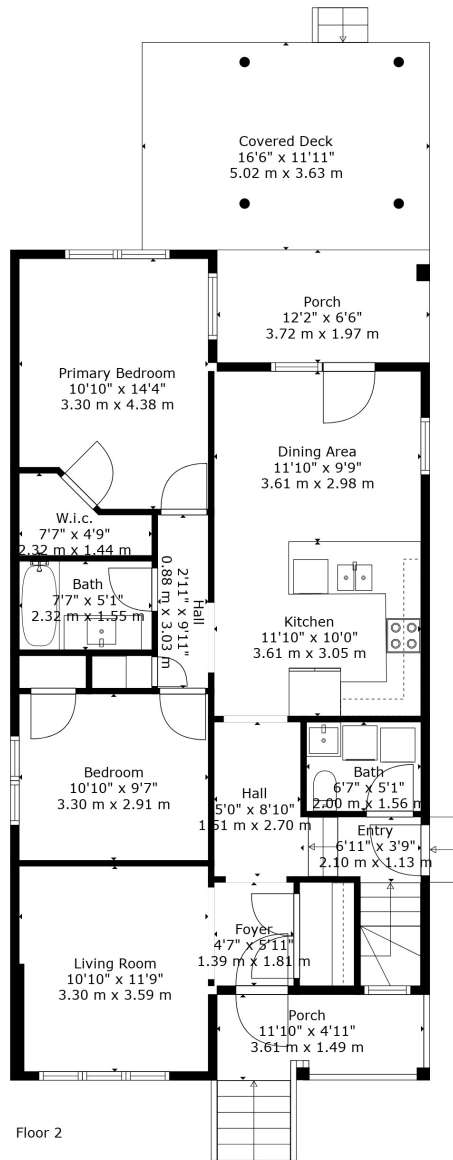 Covered Deck
16'6" x 11'11"
5.02 m x 3.63 m
Porch
12'2" x 6'6"
3.72 m x 1.97 m
Primary Bedroom
10'10" x 14'4"
3.30 m x 4.38 m
Dining Area
11'10" x 9'9"
3.61 m x 2.98 m
W.i.c.
7'7" x 4'9"
2.32 m x 1.44 m
Bath
7'7" x 5'1"
2.32 m x 1.55 m
Hall
2'11" x 9'11"
0.88 m x 3.03 m
Kitchen
11'10" x 10'0"
3.61 m x 3.05 m
Bedroom
10'10" x 9'7"
3.30 m x 2.91 m
Hall
5'0" x 8'10"
1.51 m x 2.70 m
Bath
6'7" x 5'1"
2.00 m x 1.56 m
Entry
6'11" x 3'9"
2.10 m x 1.13 m
Foyer
4'7" x 5'11"
1.39 m x 1.81 m
Living Room
10'10" x 11'9"
3.30 m x 3.59 m
Porch
11'10" x 4'11"
3.61 m x 1.49 m
Floor 2